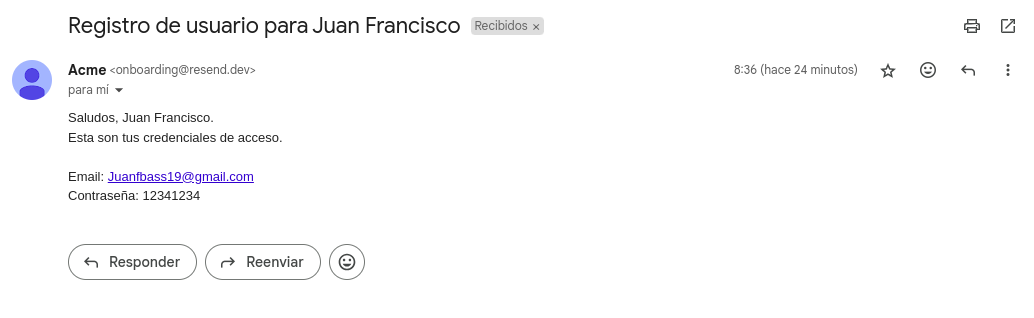 Registro de usuario para Juan Francisco Recibidos ×
Acme <onboarding@resend.dev> 8:36 (hace 24 minutos)
para mí
Saludos, Juan Francisco.
Esta son tus credenciales de acceso.
Email: Juanfbass19@gmail.com
Contraseña: 12341234
Responder Reenviar